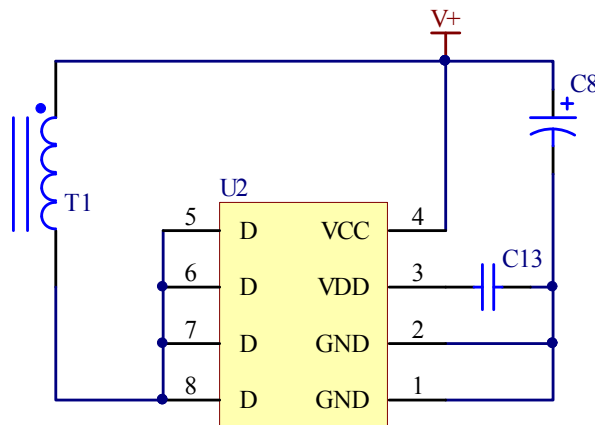 V+
C8
+
T1
U2
5 D VCC 4
6 D VDD 3
C13
7 D GND 2
8 D GND 1